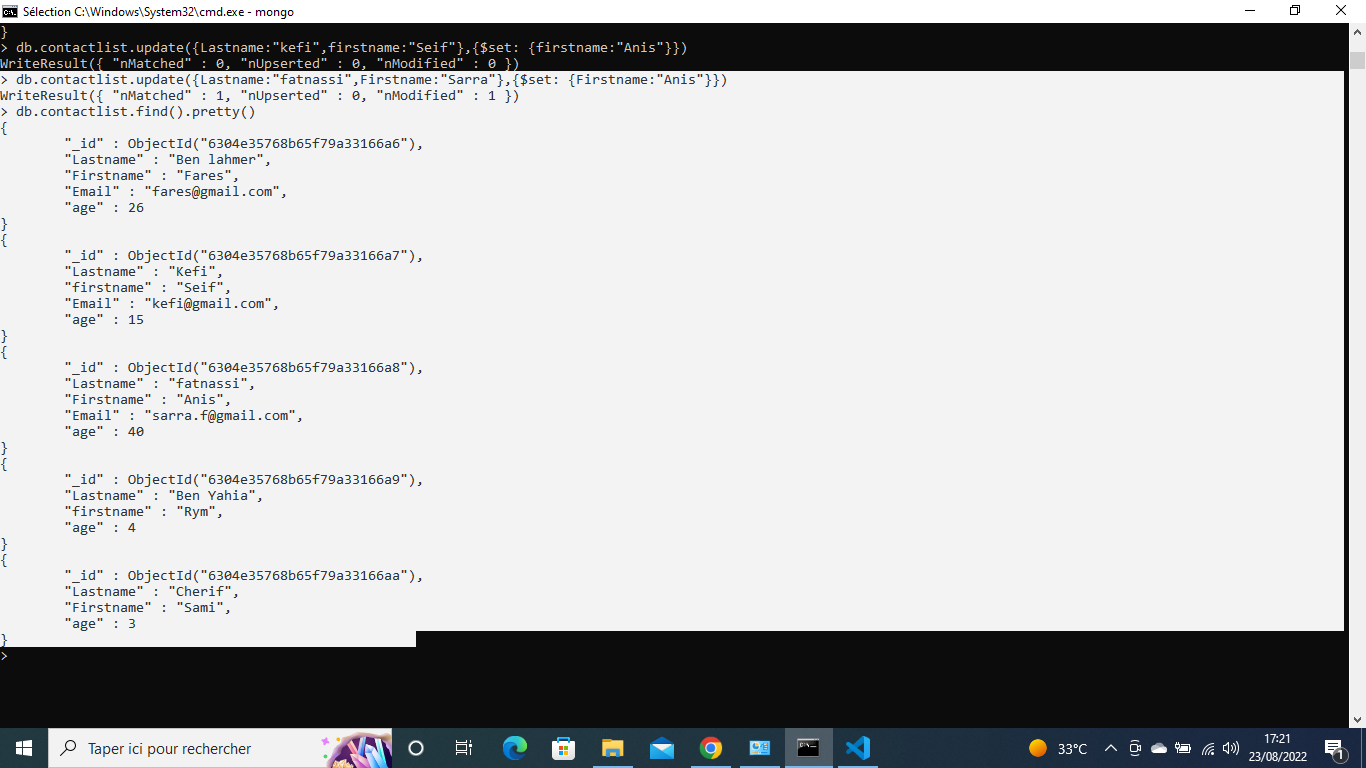 Sélection C:\Windows\System32\cmd.exe - mongo
}
> db.contactlist.update({Lastname:"kefi",firstname:"Seif"},{$set: {firstname:"Anis"}})
WriteResult({ "nMatched" : 0, "nUpserted" : 0, "nModified" : 0 })
> db.contactlist.update({Lastname:"fatnassi",Firstname:"Sarra"},{$set: {Firstname:"Anis"}})
WriteResult({ "nMatched" : 1, "nUpserted" : 0, "nModified" : 1 })
> db.contactlist.find().pretty()
{
"_id" : ObjectId("6304e35768b65f79a33166a6"),
"Lastname" : "Ben lahmer",
"Firstname" : "Fares",
"Email" : "fares@gmail.com",
"age" : 26
}
{
"_id" : ObjectId("6304e35768b65f79a33166a7"),
"Lastname" : "Kefi",
"firstname" : "Seif",
"Email" : "kefi@gmail.com",
"age" : 15
}
{
"_id" : ObjectId("6304e35768b65f79a33166a8"),
"Lastname" : "fatnassi",
"Firstname" : "Anis",
"Email" : "sarra.f@gmail.com",
"age" : 40
}
{
"_id" : ObjectId("6304e35768b65f79a33166a9"),
"Lastname" : "Ben Yahia",
"firstname" : "Rym",
"age" : 4
}
{
"_id" : ObjectId("6304e35768b65f79a33166aa"),
"Lastname" : "Cherif",
"Firstname" : "Sami",
"age" : 3
}
>
Taper ici pour rechercher
33°C
17:21
23/08/2022
1